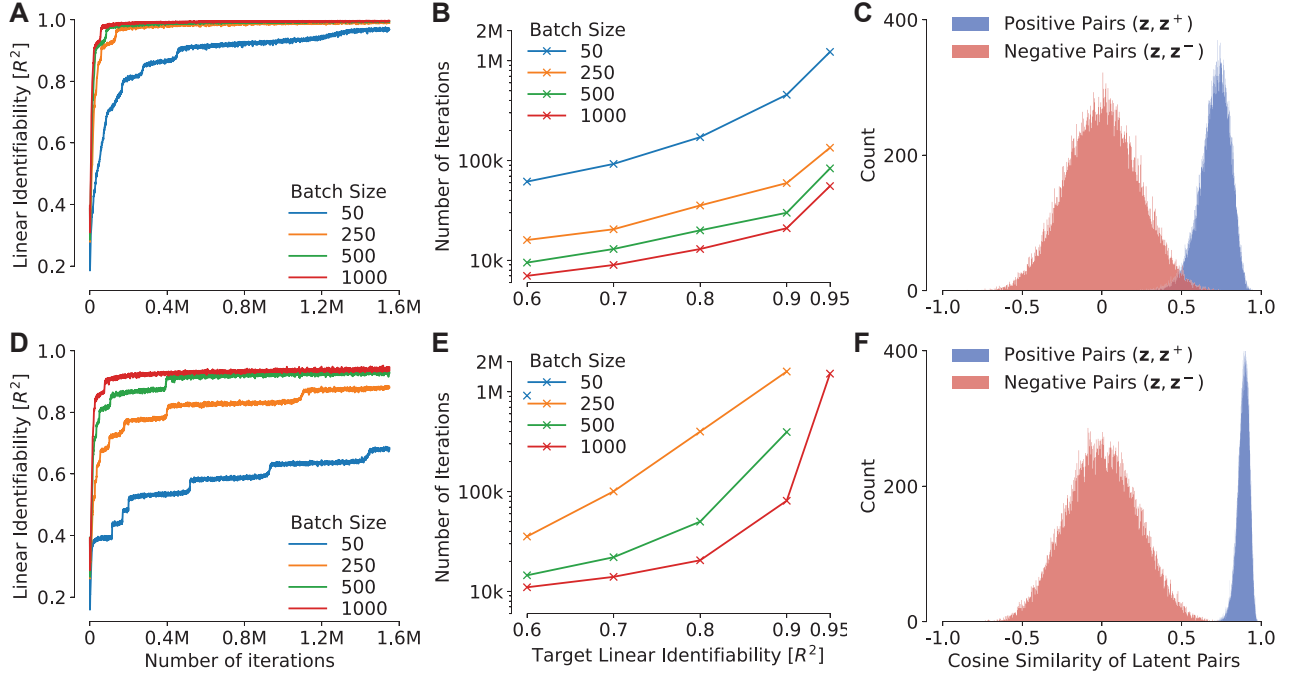 A
Linear Identifiability [R²]
1.0
0.8
0.6
0.4
0.2
0
0.4M
0.8M
1.2M
1.6M
Batch Size
50
250
500
1000
B
Number of Iterations
2M
1M
100k
10k
0.6
0.7
0.8
0.9
0.95
Batch Size
50
250
500
1000
C
Count
400
200
0
-1.0
-0.5
0
0.5
1.0
Positive Pairs (z, z⁺)
Negative Pairs (z, z⁻)
D
Linear Identifiability [R²]
1.0
0.8
0.6
0.4
0.2
0
0.4M
0.8M
1.2M
1.6M
Number of iterations
Batch Size
50
250
500
1000
E
Number of Iterations
2M
1M
100k
10k
0.6
0.7
0.8
0.9
0.95
Target Linear Identifiability [R²]
Batch Size
50
250
500
1000
F
Count
400
200
0
-1.0
-0.5
0
0.5
1.0
Cosine Similarity of Latent Pairs
Positive Pairs (z, z⁺)
Negative Pairs (z, z⁻)